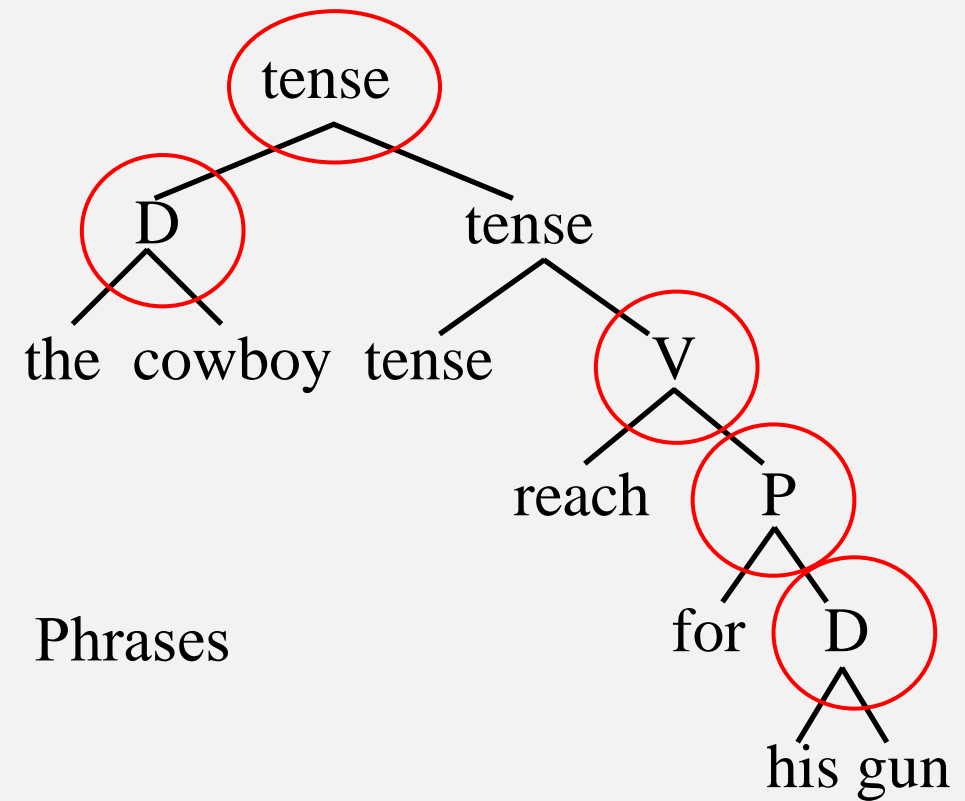 tense
D
tense
the cowboy tense
V
reach
P
Phrases
for
D
his gun